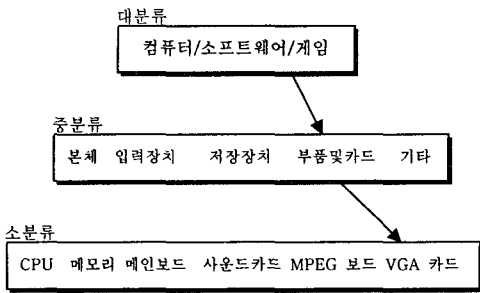 대분류
컴퓨터/소프트웨어/게임
중분류
본체 입력장치 저장장치 부품및카드 기타
소분류
CPU 메모리 메인보드 사운드카드 MPEG 보드 VGA 카드